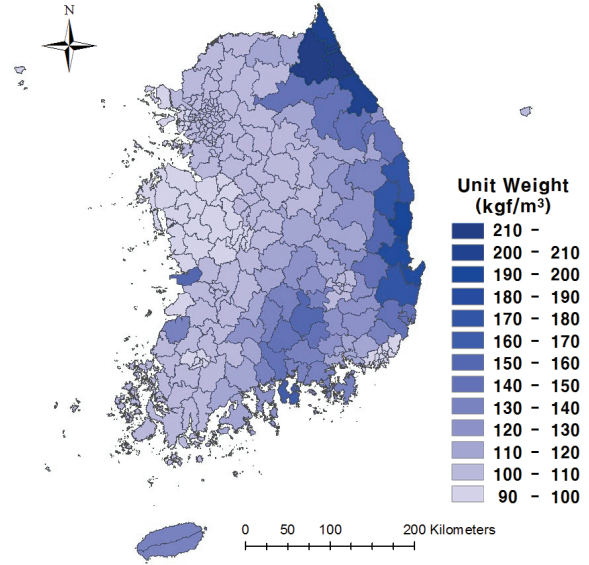 N
Unit Weight
(kgf/m³)
210 -
200 - 210
190 - 200
180 - 190
170 - 180
160 - 170
150 - 160
140 - 150
130 - 140
120 - 130
110 - 120
100 - 110
90 - 100
0 50 100 200 Kilometers